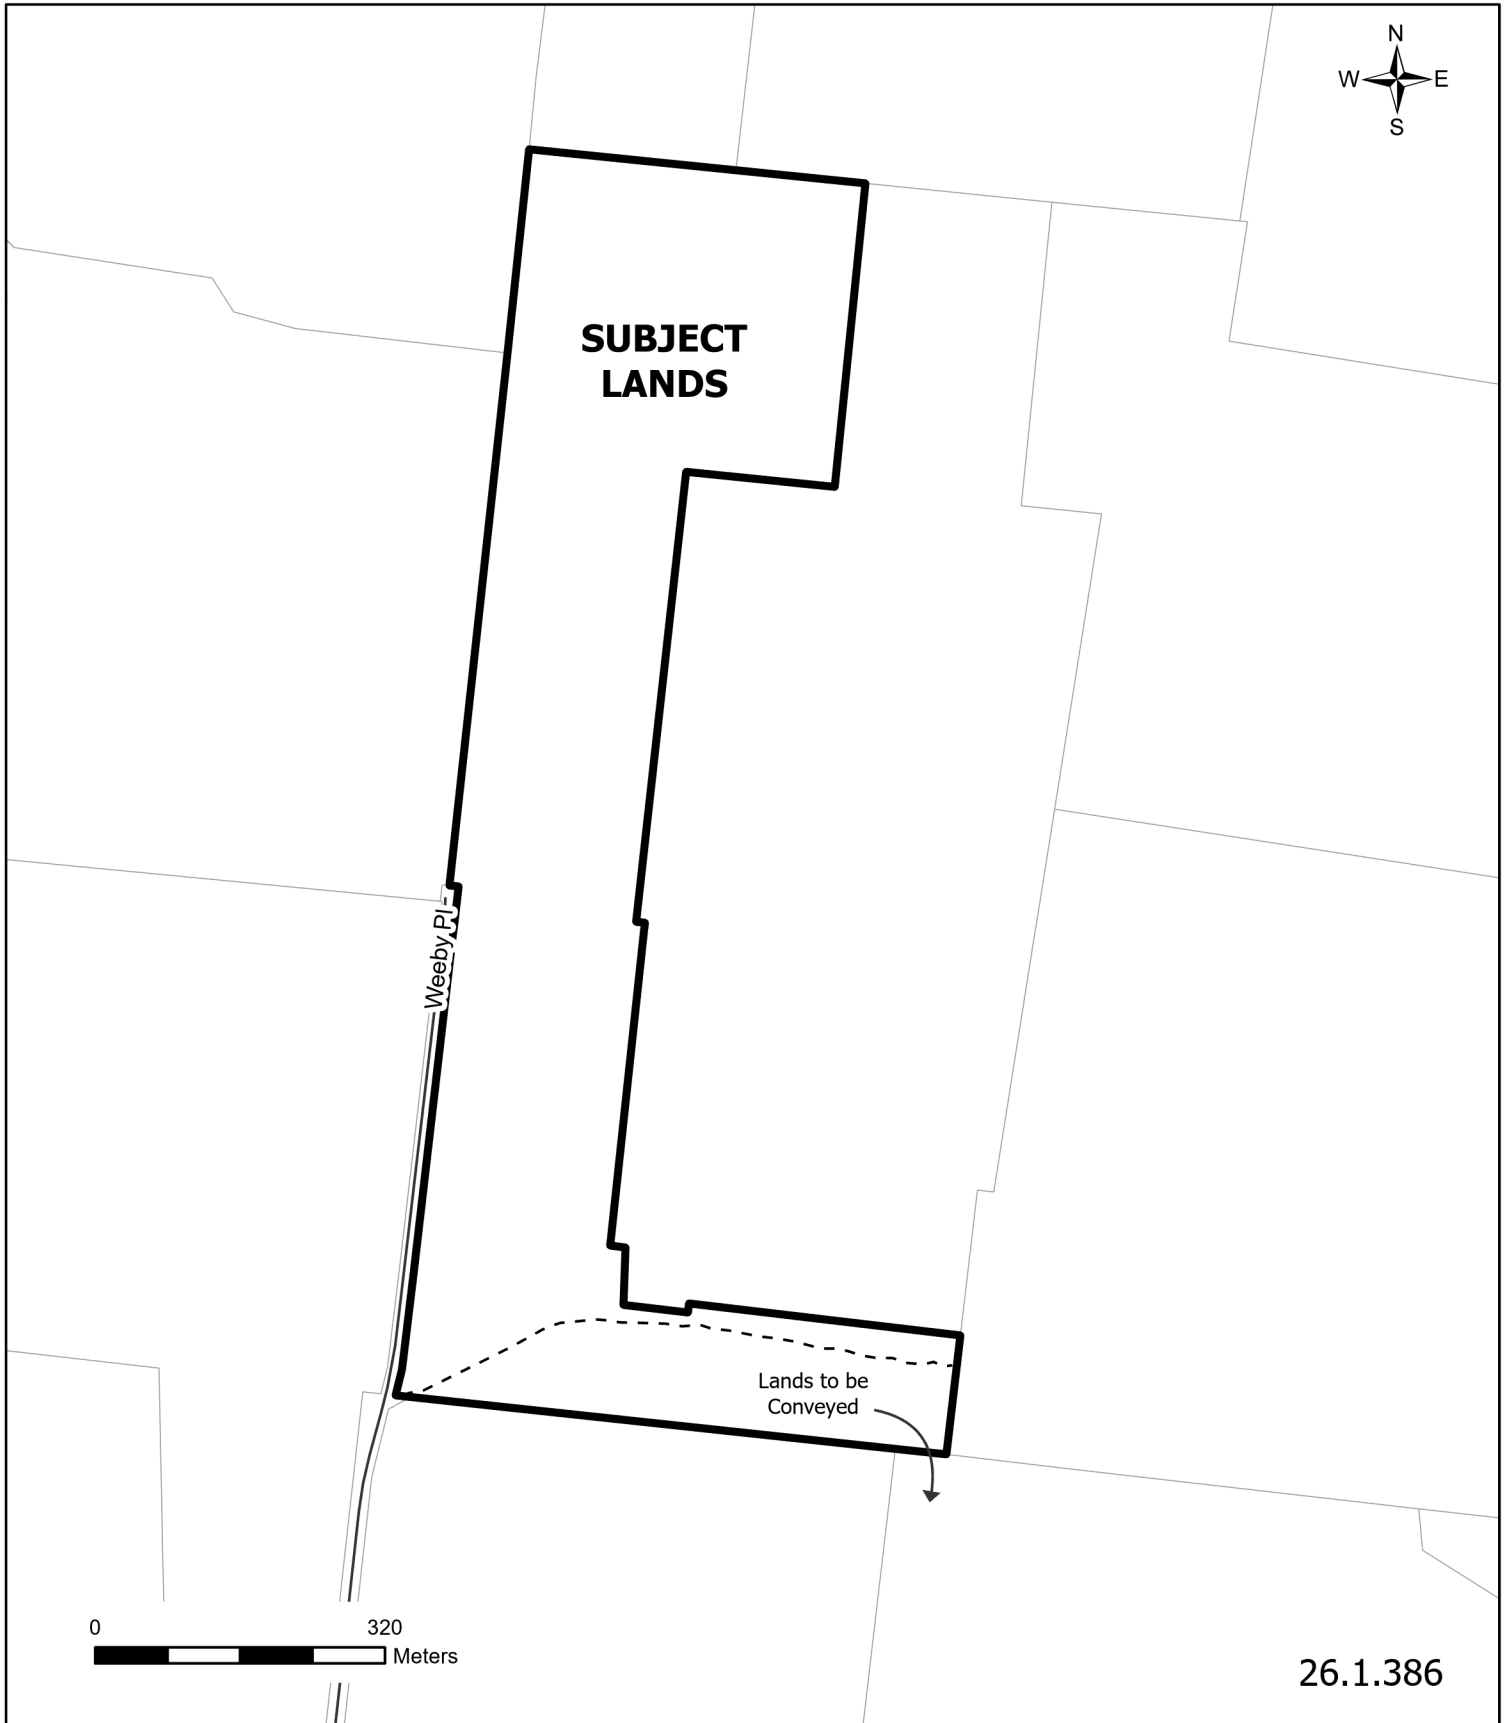 N
W E
S
SUBJECT
LANDS
Weeby Pl
Lands to be
Conveyed
0 320
Meters
26.1.386